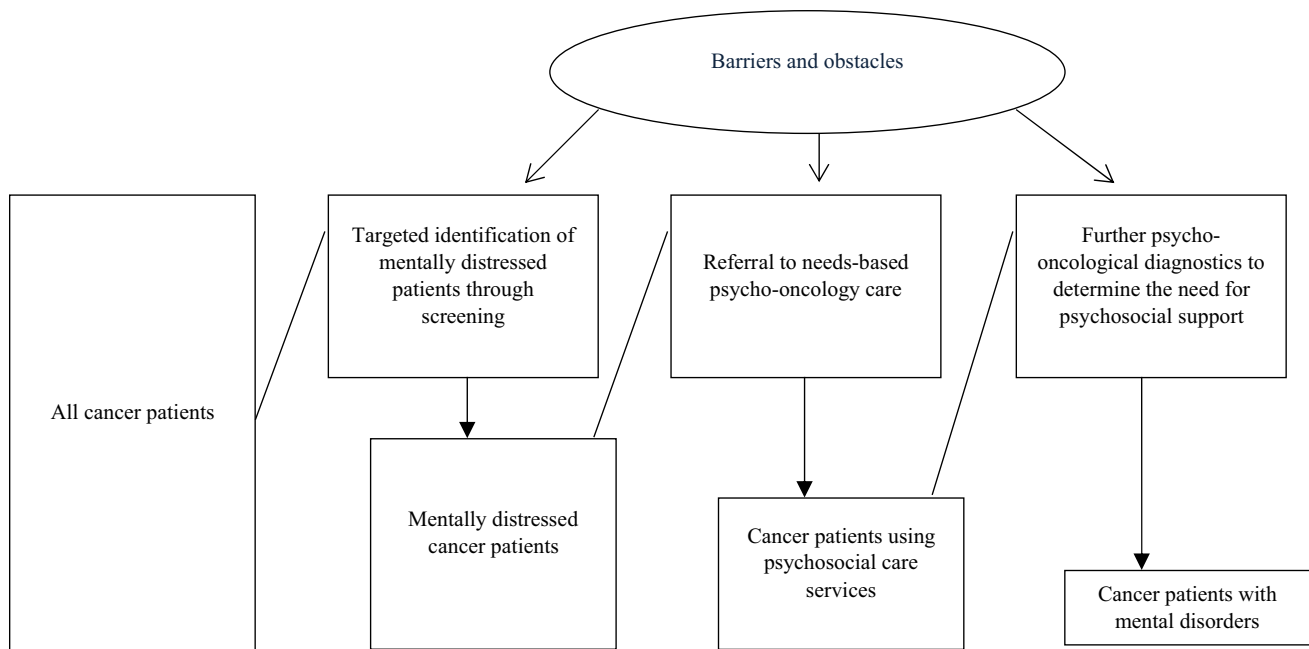 Barriers and obstacles
All cancer patients
Targeted identification of
mentally distressed
patients through
screening
Mentally distressed
cancer patients
Referral to needs-based
psycho-oncology care
Cancer patients using
psychosocial care
services
Further psycho-
oncological diagnostics to
determine the need for
psychosocial support
Cancer patients with
mental disorders